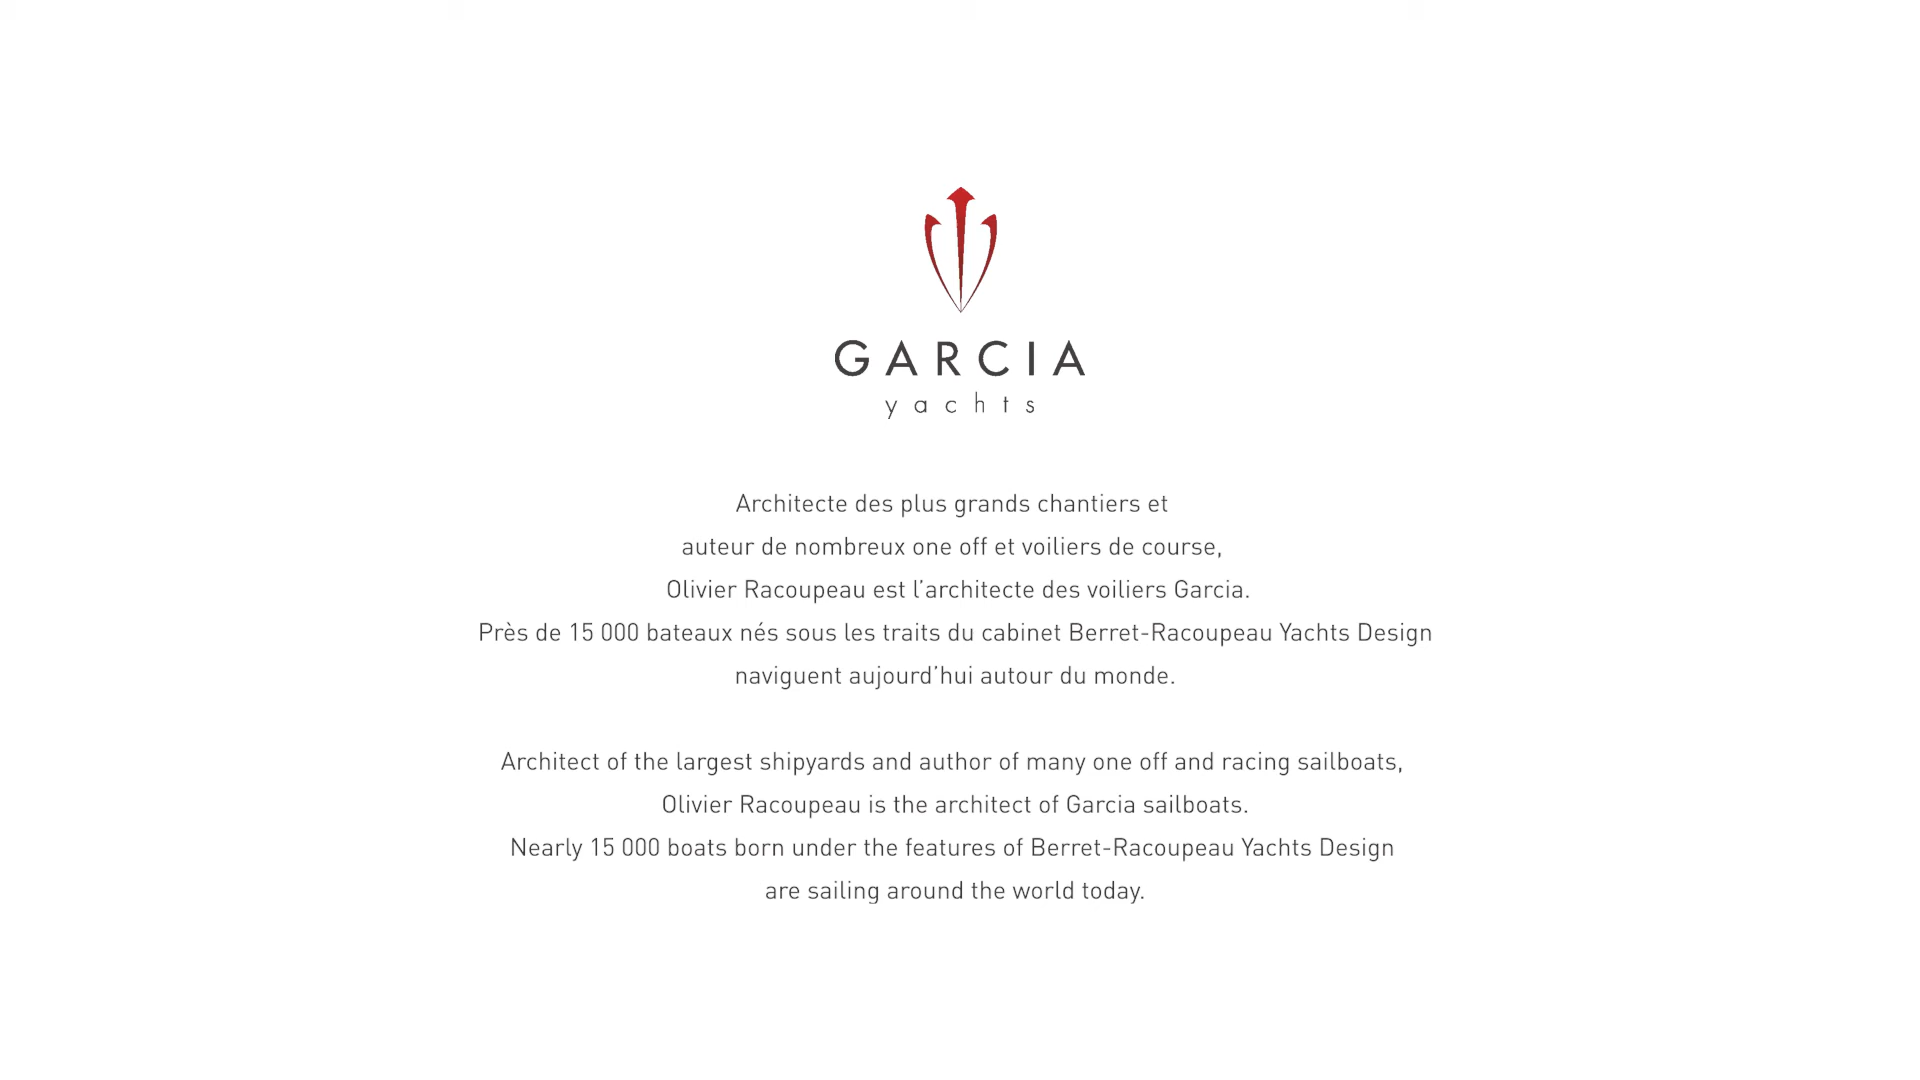 GARCIA
yachts
Architecte des plus grands chantiers et
auteur de nombreux one off et voiliers de course,
Olivier Racoupeau est l’architecte des voiliers Garcia.
Près de 15 000 bateaux nés sous les traits du cabinet Berret-Racoupeau Yachts Design
naviguent aujourd’hui autour du monde.
Architect of the largest shipyards and author of many one off and racing sailboats,
Olivier Racoupeau is the architect of Garcia sailboats.
Nearly 15 000 boats born under the features of Berret-Racoupeau Yachts Design
are sailing around the world today.